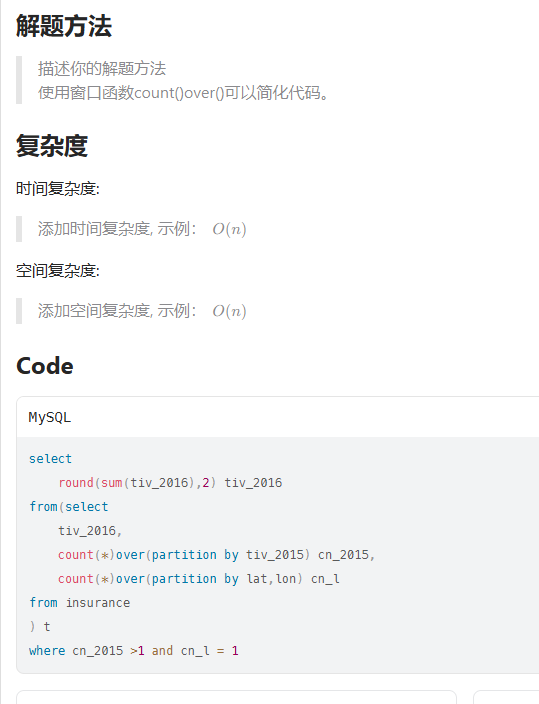 解题方法
描述你的解题方法
使用窗口函数count()over()可以简化代码。
复杂度
时间复杂度:
添加时间复杂度, 示例： O(n)
空间复杂度:
添加空间复杂度, 示例： O(n)
Code
MySQL
select
    round(sum(tiv_2016),2) tiv_2016
from(select
    tiv_2016,
    count(*)over(partition by tiv_2015) cn_2015,
    count(*)over(partition by lat,lon) cn_l
from insurance
) t
where cn_2015 >1 and cn_l = 1